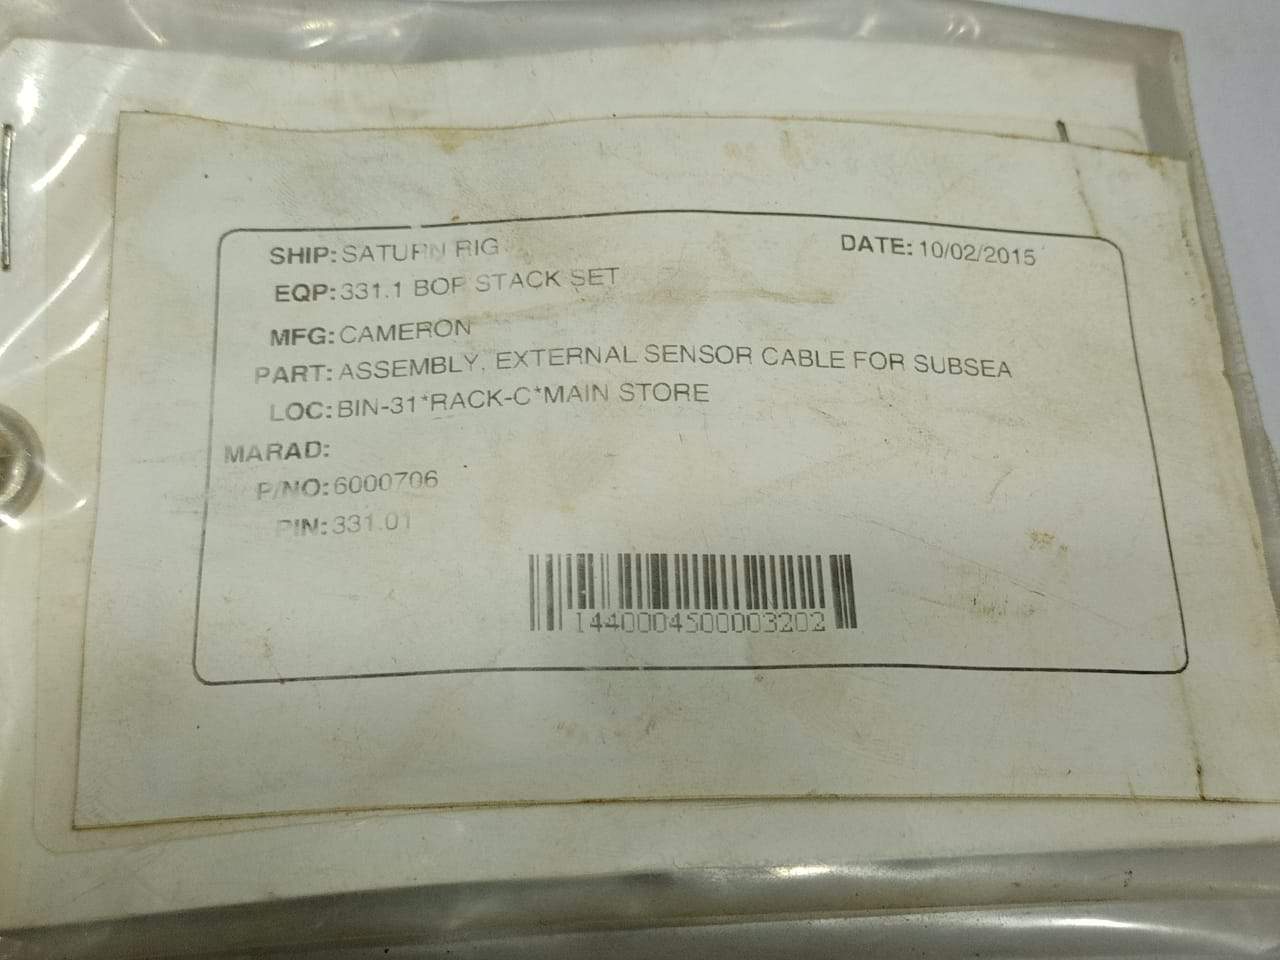 SHIP: SATURN RIG
DATE: 10/02/2015
EQP: 331.1 BOP STACK SET
MFG: CAMERON
PART: ASSEMBLY, EXTERNAL SENSOR CABLE FOR SUBSEA
LOC: BIN-31*RACK-C*MAIN STORE
MARAD:
P/NO: 6000706
PIN: 331.01
1440004500003202